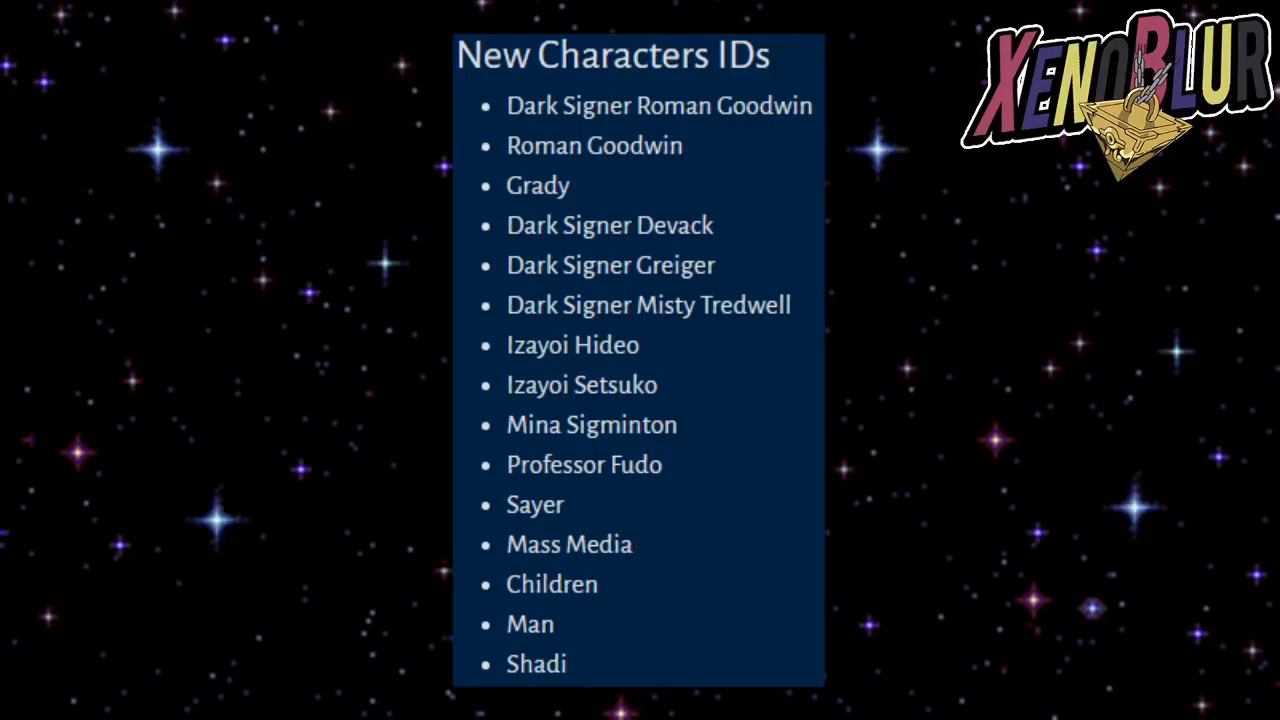 New Characters IDs
XENOBLUR
• Dark Signer Roman Goodwin
• Roman Goodwin
• Grady
• Dark Signer Devack
• Dark Signer Greiger
• Dark Signer Misty Tredwell
• Izayoi Hideo
• Izayoi Setsuko
• Mina Sigminton
• Professor Fudo
• Sayer
• Mass Media
• Children
• Man
• Shadi